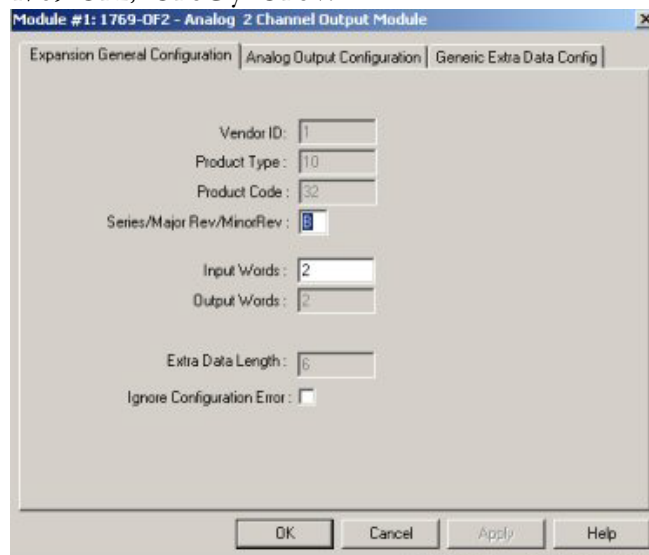 Module #1: 1769-OF2 - Analog 2 Channel Output Module
Expansion General Configuration
Analog Output Configuration
Generic Extra Data Config
Vendor ID: 1
Product Type: 10
Product Code: 32
Series/Major Rev/MinorRev: B
Input Words: 2
Output Words: 2
Extra Data Length: 6
Ignore Configuration Error:
OK
Cancel
Apply
Help